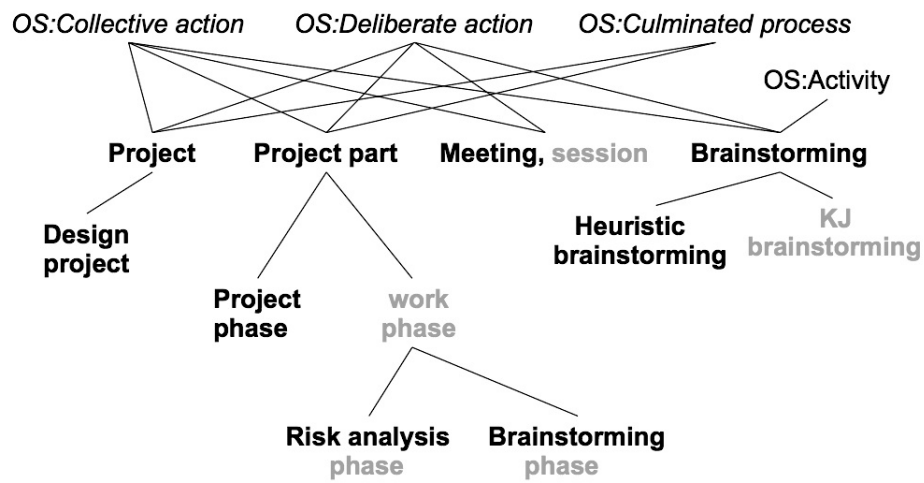 OS:Collective action OS:Deliberate action OS:Culminated process
OS:Activity
Project Project part Meeting, session Brainstorming
Design
project
Heuristic
brainstorming
KJ
brainstorming
Project
phase
work
phase
Risk analysis
phase
Brainstorming
phase